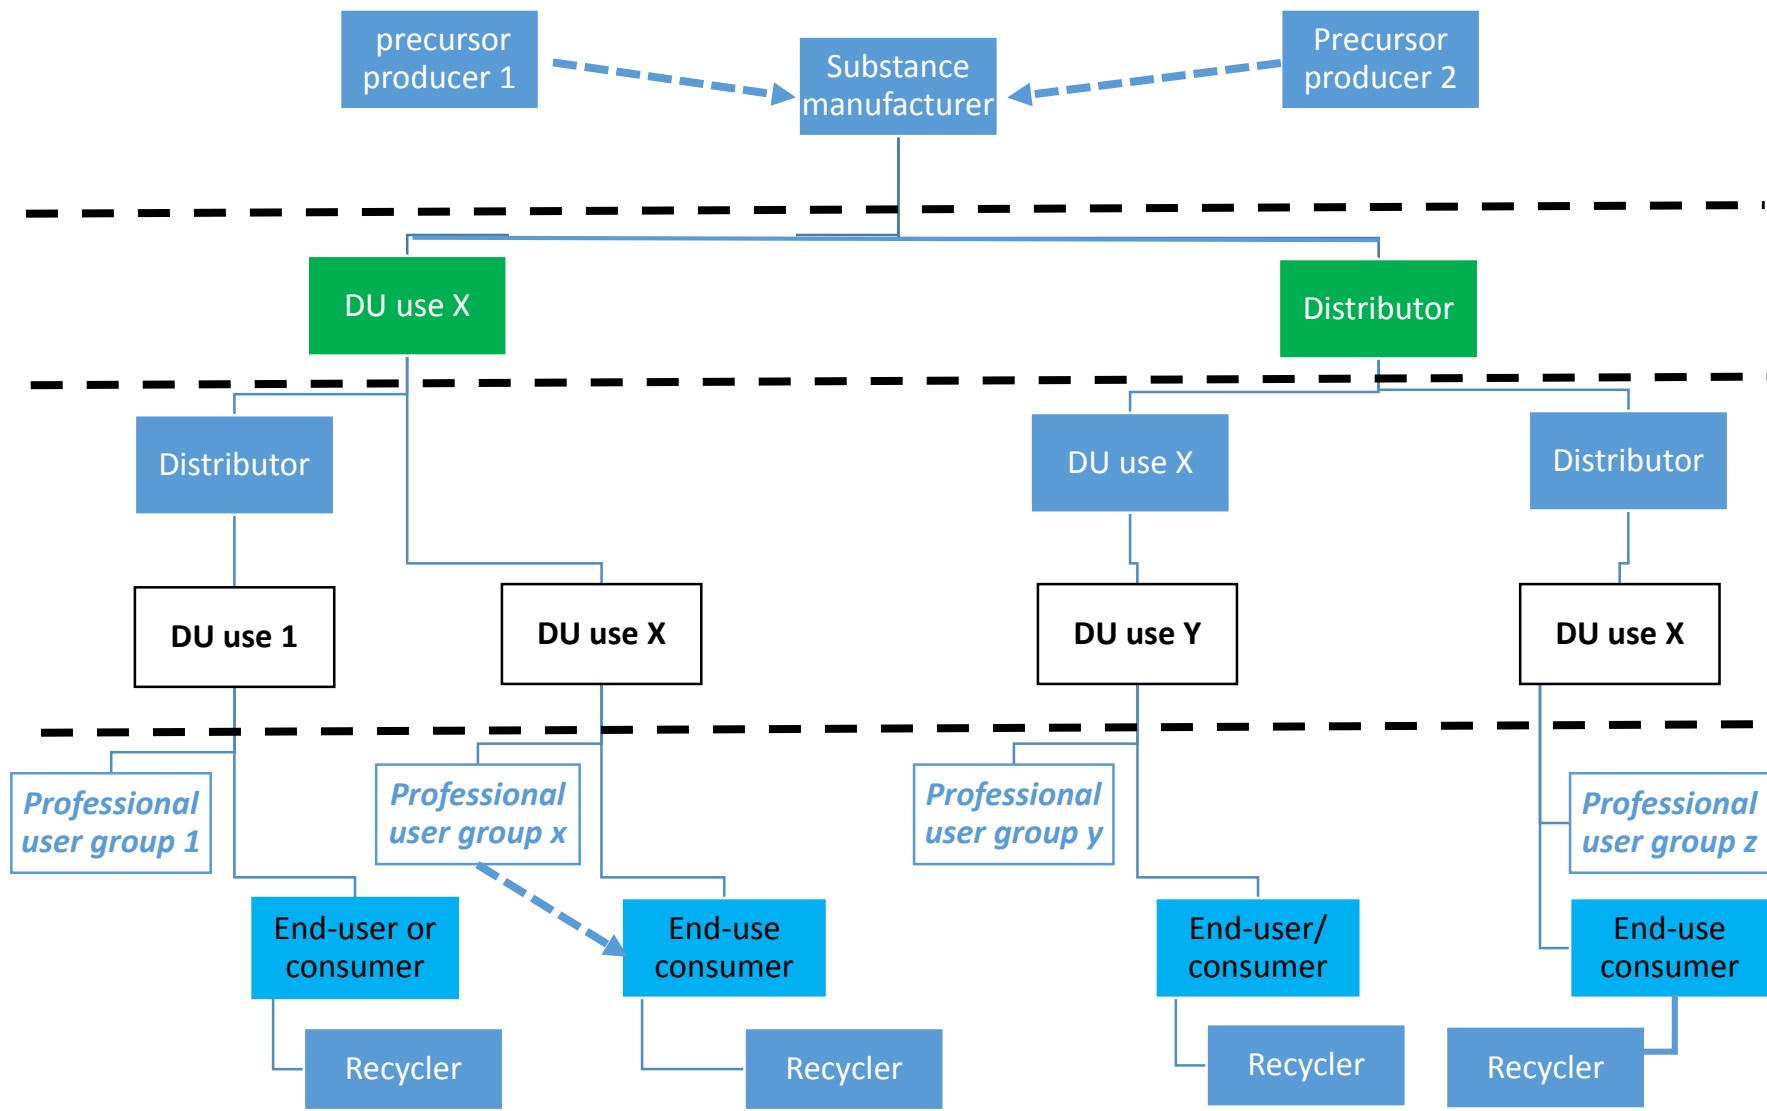 precursor
producer 1
Substance
manufacturer
Precursor
producer 2
DU use X
Distributor
Distributor
DU use X
Distributor
DU use 1
DU use X
DU use Y
DU use X
Professional
user group 1
Professional
user group x
Professional
user group y
Professional
user group z
End-user or
consumer
End-use
consumer
End-user/
consumer
End-use
consumer
Recycler
Recycler
Recycler
Recycler